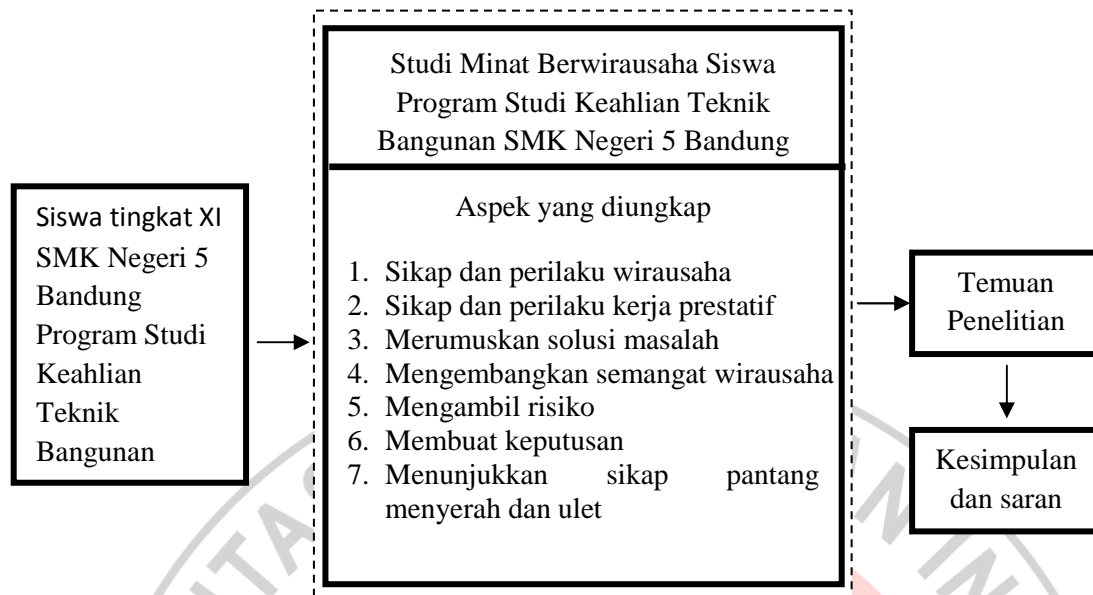 Siswa tingkat XI
SMK Negeri 5
Bandung
Program Studi
Keahlian
Teknik
Bangunan
Studi Minat Berwirausaha Siswa
Program Studi Keahlian Teknik
Bangunan SMK Negeri 5 Bandung
Aspek yang diungkap
1. Sikap dan perilaku wirausaha
2. Sikap dan perilaku kerja prestatif
3. Merumuskan solusi masalah
4. Mengembangkan semangat wirausaha
5. Mengambil risiko
6. Membuat keputusan
7. Menunjukkan sikap pantang
menyerah dan ulet
Temuan
Penelitian
Kesimpulan
dan saran